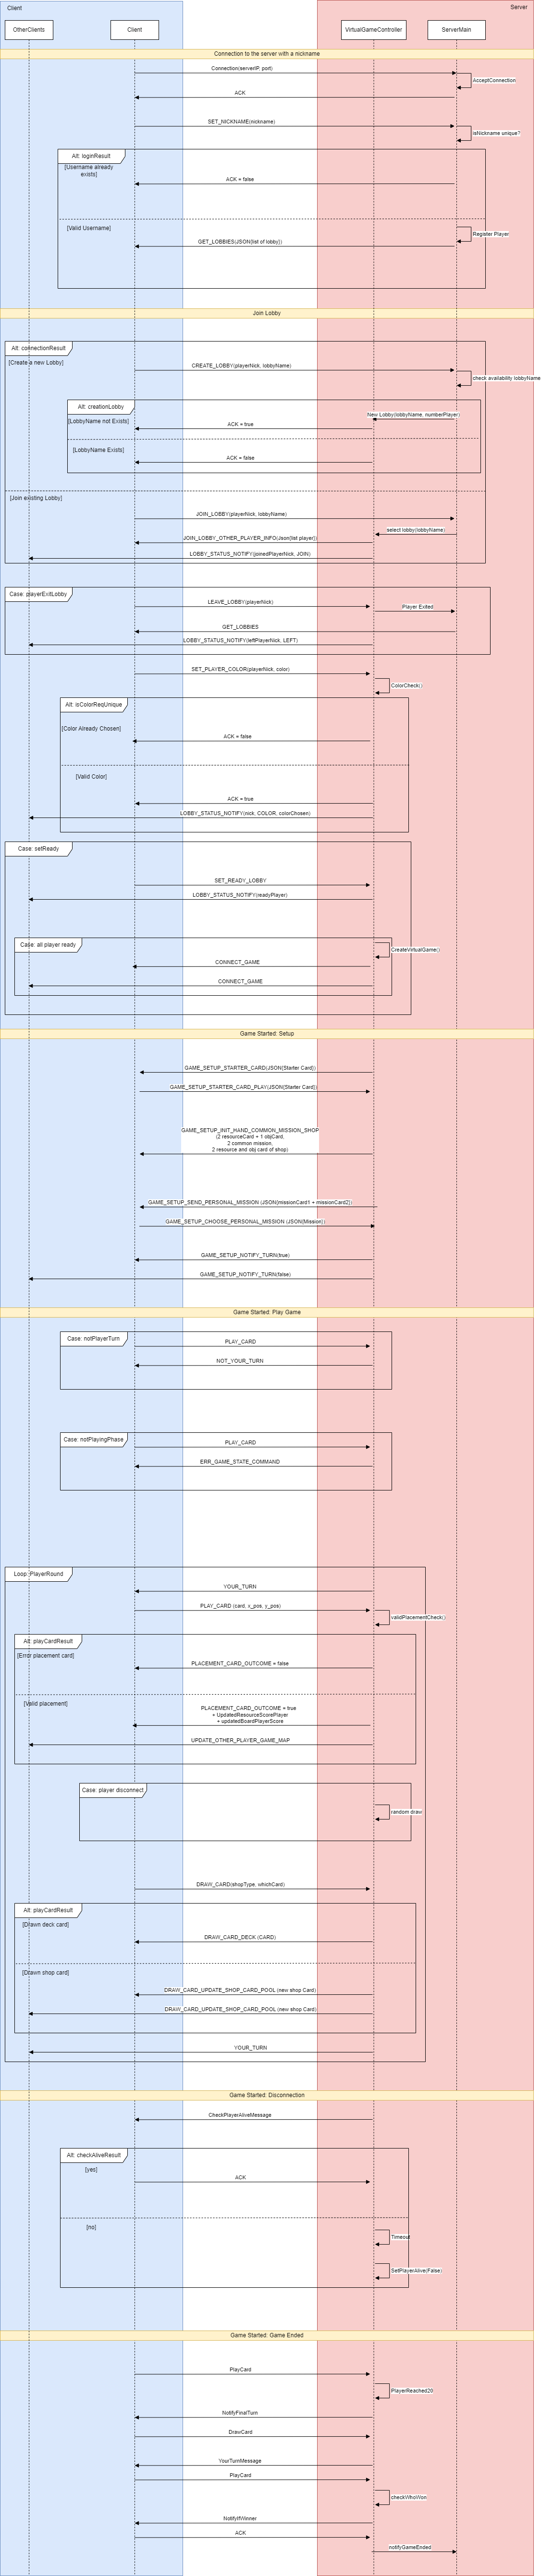 Client
Server
OtherClients
Client
VirtualGameController
ServerMain
Connection to the server with a nickname
Connection(serverIP, port)
AcceptConnection
ACK
SET_NICKNAME(nickname)
isNickname unique?
Alt: loginResult
[Username already
exists]
ACK = false
[Valid Username]
Register Player
GET_LOBBIES(JSON(list of lobby))
Join Lobby
Alt: connectionResult
[Create a new Lobby]
CREATE_LOBBY(playerNick, lobbyName)
check availability lobbyName
Alt: creationLobby
New Lobby(lobbyName, numberPlayer)
[LobbyName not Exists]
ACK = true
[LobbyName Exists]
ACK = false
[Join existing Lobby]
JOIN_LOBBY(playerNick, lobbyName)
select lobby(lobbyName)
JOIN_LOBBY_OTHER_PLAYER_INFO(Json(list player))
LOBBY_STATUS_NOTIFY(joinedPlayerNick, JOIN)
Case: playerExitLobby
LEAVE_LOBBY(playerNick)
Player Exited
GET_LOBBIES
LOBBY_STATUS_NOTIFY(leftPlayerNick, LEFT)
SET_PLAYER_COLOR(playerNick, color)
ColorCheck()
Alt: isColorReqUnique
[Color Already Chosen]
ACK = false
[Valid Color]
ACK = true
LOBBY_STATUS_NOTIFY(nick, COLOR, colorChosen)
Case: setReady
SET_READY_LOBBY
LOBBY_STATUS_NOTIFY(readyPlayer)
Case: all player ready
CreateVirtualGame()
CONNECT_GAME
CONNECT_GAME
Game Started: Setup
GAME_SETUP_STARTER_CARD(JSON(Starter Card))
GAME_SETUP_STARTER_CARD_PLAY(JSON(Starter Card))
GAME_SETUP_INIT_HAND_COMMON_MISSION_SHOP
(2 resourceCard + 1 objCard,
2 common mission,
2 resource and obj card of shop)
GAME_SETUP_SEND_PERSONAL_MISSION (JSON(missionCard1 + missionCard2))
GAME_SETUP_CHOOSE_PERSONAL_MISSION (JSON(Mission))
GAME_SETUP_NOTIFY_TURN(true)
GAME_SETUP_NOTIFY_TURN(false)
Game Started: Play Game
Case: notPlayerTurn
PLAY_CARD
NOT_YOUR_TURN
Case: notPlayingPhase
PLAY_CARD
ERR_GAME_STATE_COMMAND
Loop: PlayerRound
YOUR_TURN
PLAY_CARD (card, x_pos, y_pos)
validPlacementCheck()
Alt: playCardResult
[Error placement card]
PLACEMENT_CARD_OUTCOME = false
[Valid placement]
PLACEMENT_CARD_OUTCOME = true
+ UpdatedResourceScorePlayer
+ updatedBoardPlayerScore
UPDATE_OTHER_PLAYER_GAME_MAP
Case: player disconnect
random draw
DRAW_CARD(shopType, whichCard)
Alt: playCardResult
[Drawn deck card]
DRAW_CARD_DECK (CARD)
[Drawn shop card]
DRAW_CARD_UPDATE_SHOP_CARD_POOL (new shop Card)
DRAW_CARD_UPDATE_SHOP_CARD_POOL (new shop Card)
YOUR_TURN
Game Started: Disconnection
CheckPlayerAliveMessage
Alt: checkAliveResult
[yes]
ACK
[no]
Timeout
SetPlayerAlive(False)
Game Started: Game Ended
PlayCard
PlayerReached20
NotifyFinalTurn
DrawCard
YourTurnMessage
PlayCard
checkWhoWon
NotifyIfWinner
ACK
notifyGameEnded